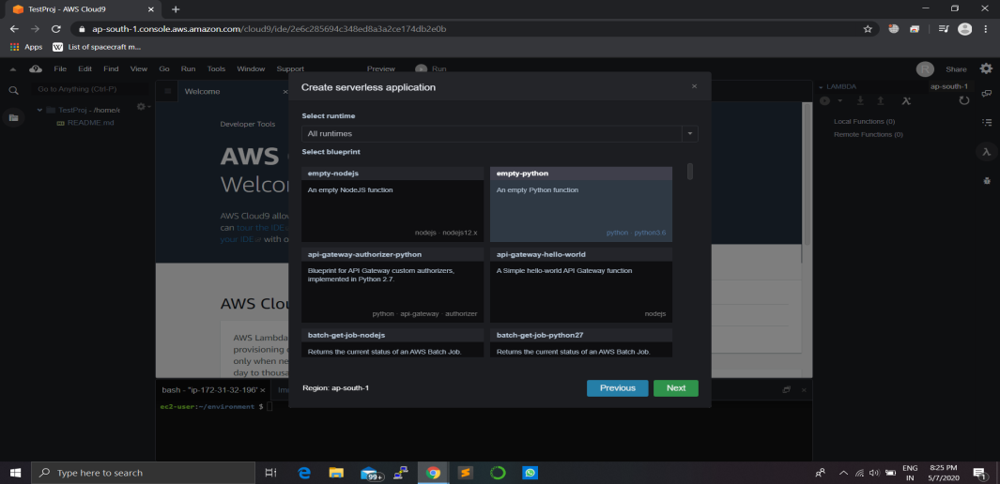 TestProj - AWS Cloud9
ap-south-1.console.aws.amazon.com/cloud9/ide/2e6c285694c348ed8a3a2ce174db2e0b
Apps
W List of spacecraft m...
File Edit Find View Go Run Tools Window Support Preview Run
R Share
Go to Anything (Ctrl-P)
Welcome
TestProj - /home/
README.md
Developer Tools
AWS
Welco
AWS Cloud9 allo
can tour the IDE
your IDE with o
AWS Clou
AWS Lambda
provisioning
only when ne
day to thousa
Create serverless application
Select runtime
All runtimes
Select blueprint
empty-nodejs
An empty NodeJS function
nodejs · nodejs12.x
empty-python
An empty Python function
python · python3.6
api-gateway-authorizer-python
Blueprint for API Gateway custom authorizers,
implemented in Python 2.7.
python · api-gateway · authorizer
api-gateway-hello-world
A Simple hello-world API Gateway function
nodejs
batch-get-job-nodejs
Returns the current status of an AWS Batch Job.
batch-get-job-python27
Returns the current status of an AWS Batch Job.
Region: ap-south-1
Previous
Next
LAMBDA
ap-south-1
Local Functions (0)
Remote Functions (0)
bash - "ip-172-31-32-196"
Im
ec2-user:~/environment $
Type here to search
99+
ENG
IN
8:25 PM
5/7/2020
1